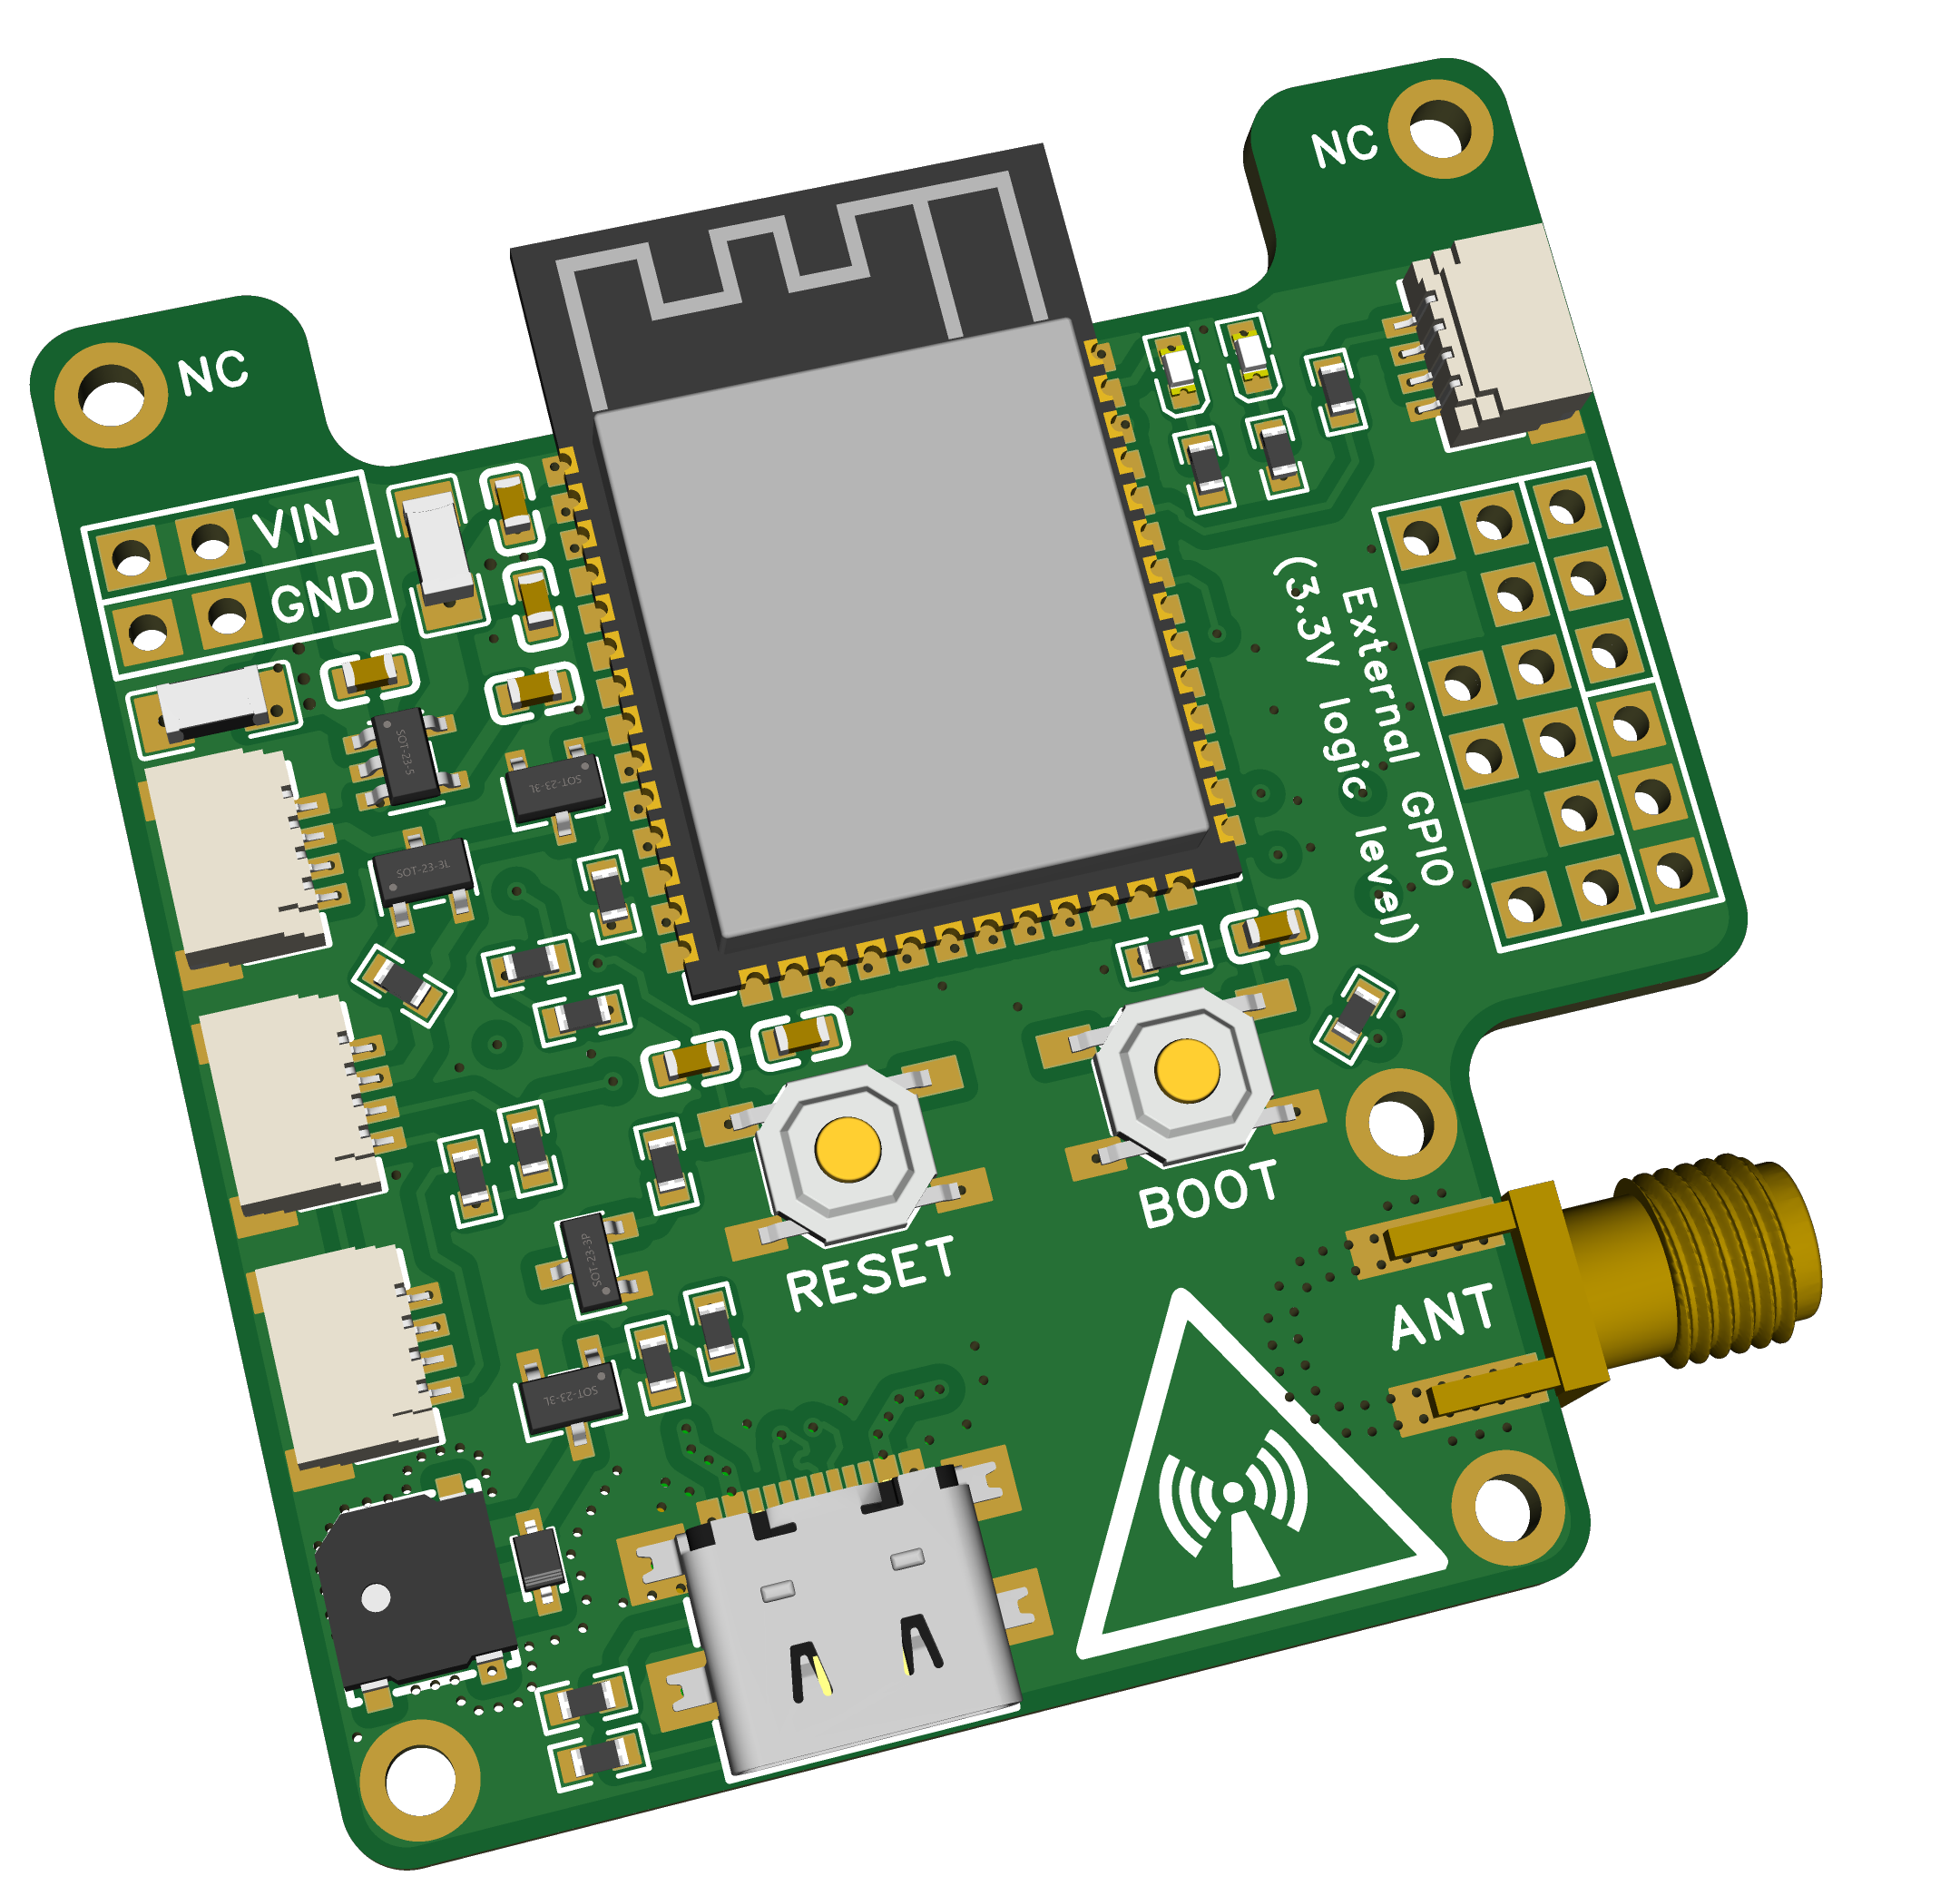 NC
NC
VIN
GND
External GPIO
(3.3V logic level)
SOT-23-5
SOT-23-3L
SOT-23-3L
BOOT
RESET
SOT-23-3P
ANT
SOT-23-3L